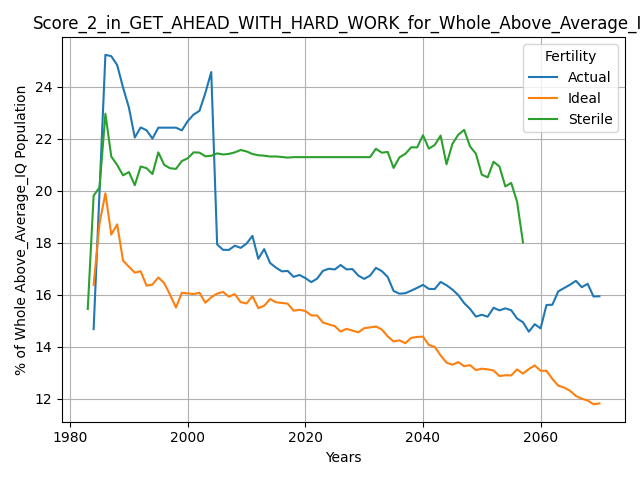 Score_2_in_GET_AHEAD_WITH_HARD_WORK_for_Whole_Above_Average_I
Fertility
Actual
Ideal
Sterile
% of Whole Above_Average_IQ Population
24
22
20
18
16
14
12
1980 2000 2020 2040 2060
Years